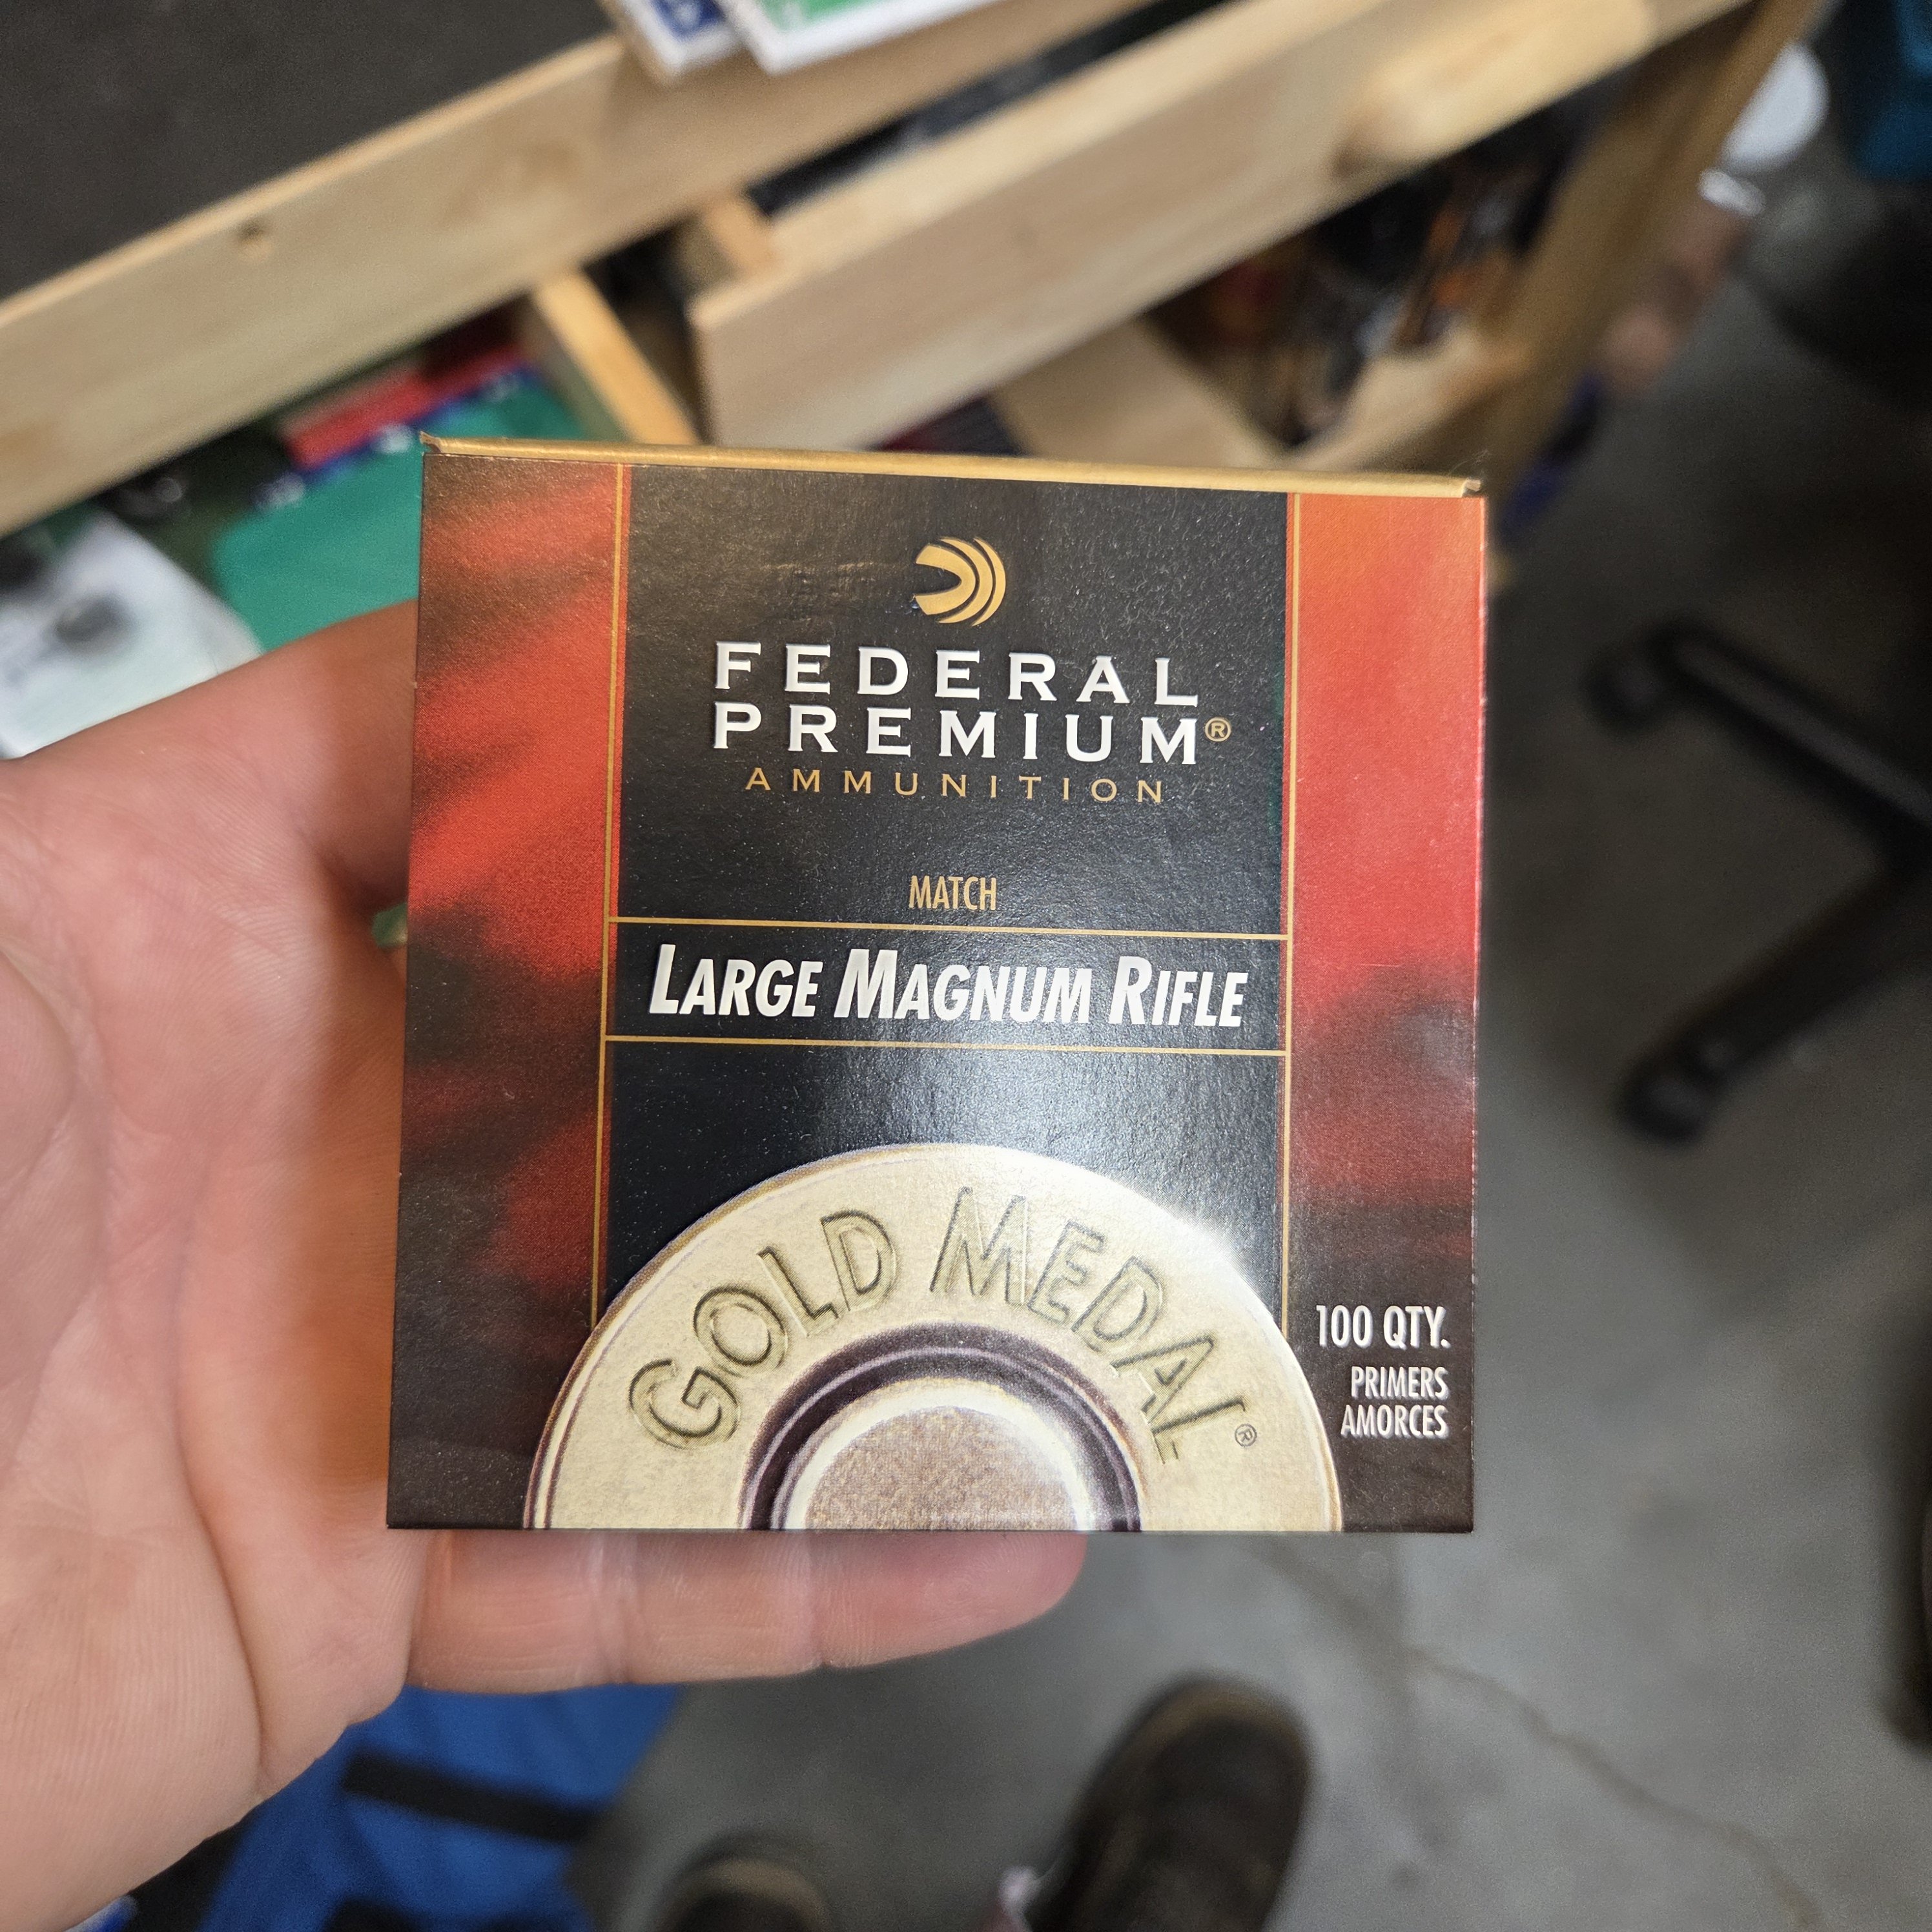 FEDERAL
PREMIUM®
AMMUNITION
MATCH
LARGE MAGNUM RIFLE
GOLD MEDAL®
100 QTY.
PRIMERS
AMORCES